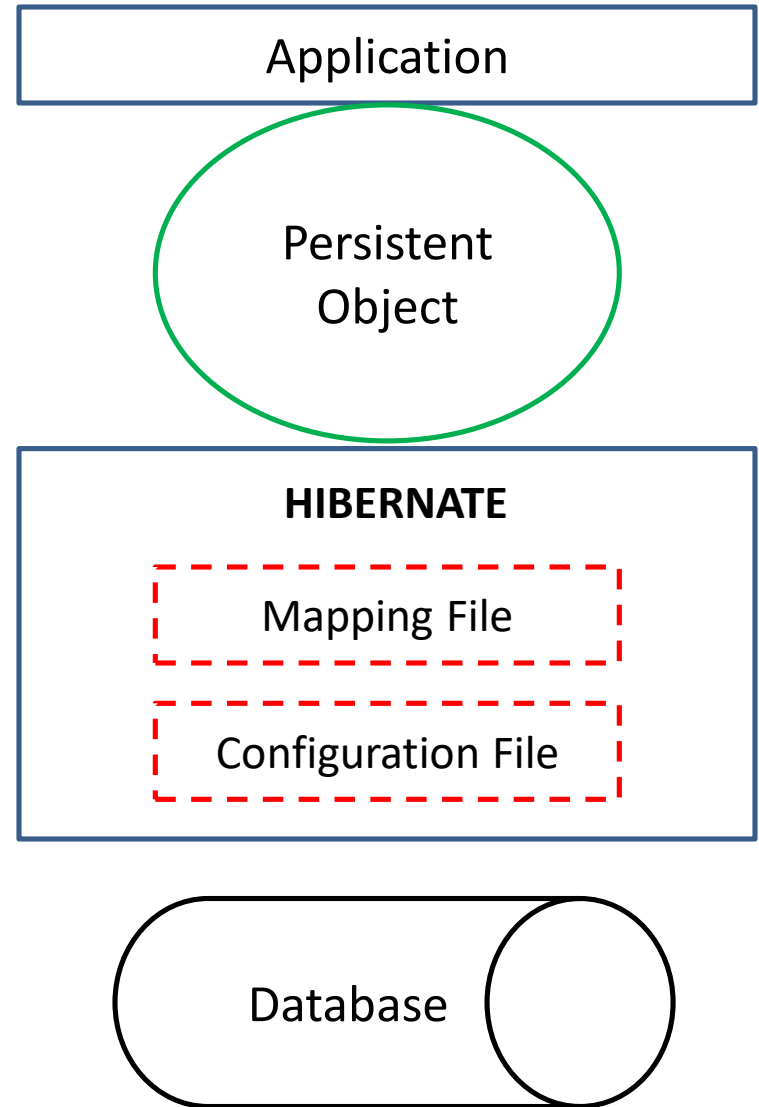 Application
Persistent
Object
HIBERNATE
Mapping File
Configuration File
Database